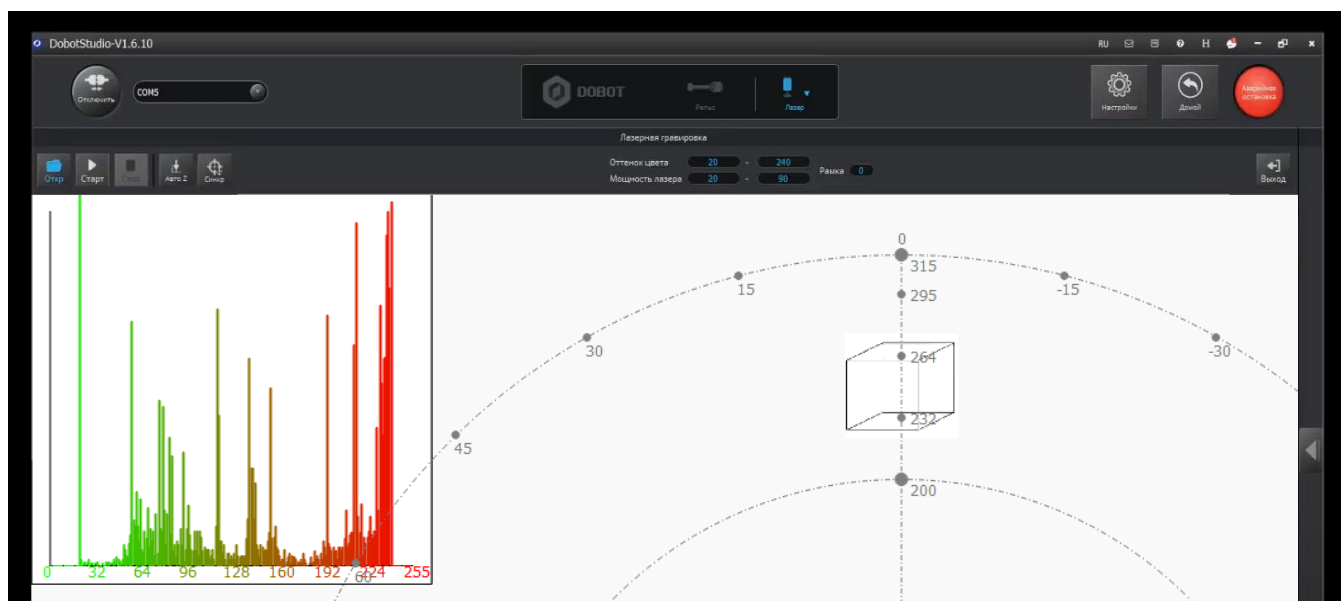 DobotStudio-V1.6.10
RU
H
Отключить
COM5
DOBOT
Рельс
Лазер
Настройки
Домой
Аварийная остановка
Лазерная гравировка
Откр
Старт
Авто Z
Синхр
Оттенок цвета 20 - 240
Мощность лазера 20 - 90
Рамка 0
Выход
0
315
295
15
-15
30
264
-30
232
45
200
60
0 32 64 96 128 160 192 224 255